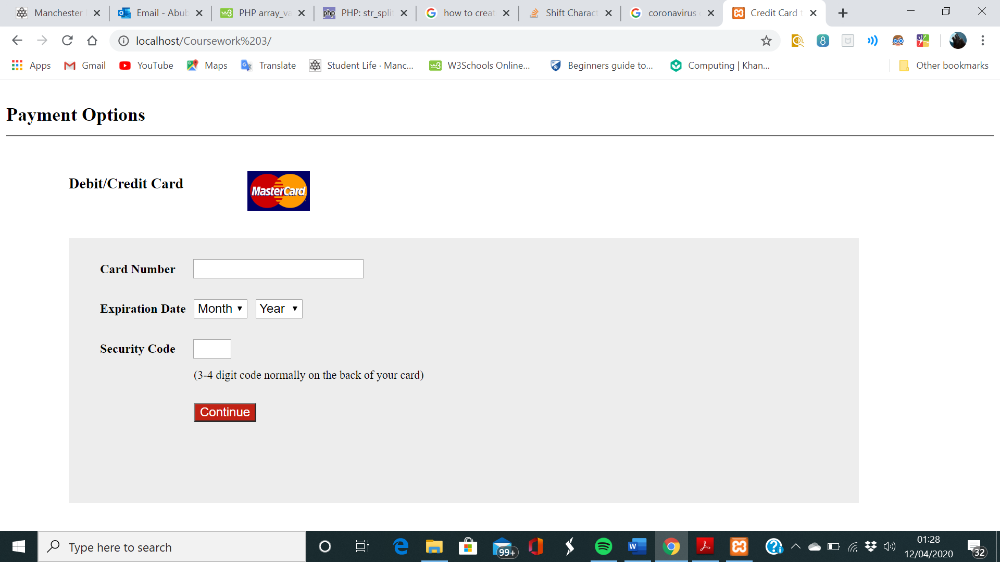 Manchester
Email - Abub
PHP array_va
PHP: str_split
how to creat
Shift Charact
coronavirus
Credit Card t
localhost/Coursework%203/
Apps
Gmail
YouTube
Maps
Translate
Student Life · Manc...
W3Schools Online...
Beginners guide to...
Computing | Khan...
Other bookmarks
Payment Options
Debit/Credit Card
MasterCard
Card Number
Expiration Date
Month
Year
Security Code
(3-4 digit code normally on the back of your card)
Continue
Type here to search
99+
01:28
12/04/2020
32